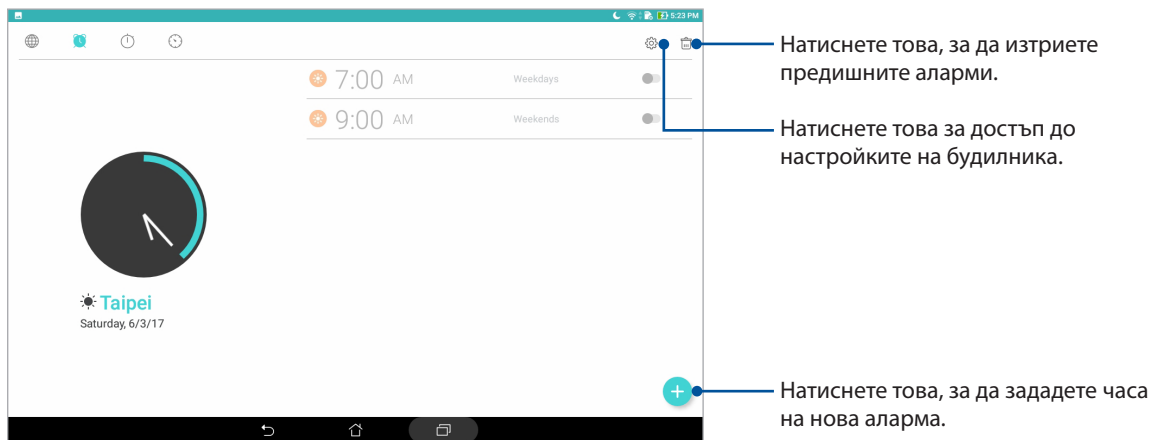 5:23 PM
7:00 AM Weekdays
9:00 AM Weekends
Taipei
Saturday, 6/3/17
Натиснете това, за да изтриете
предишните аларми.
Натиснете това за достъп до
настройките на будилника.
Натиснете това, за да зададете часа
на нова аларма.